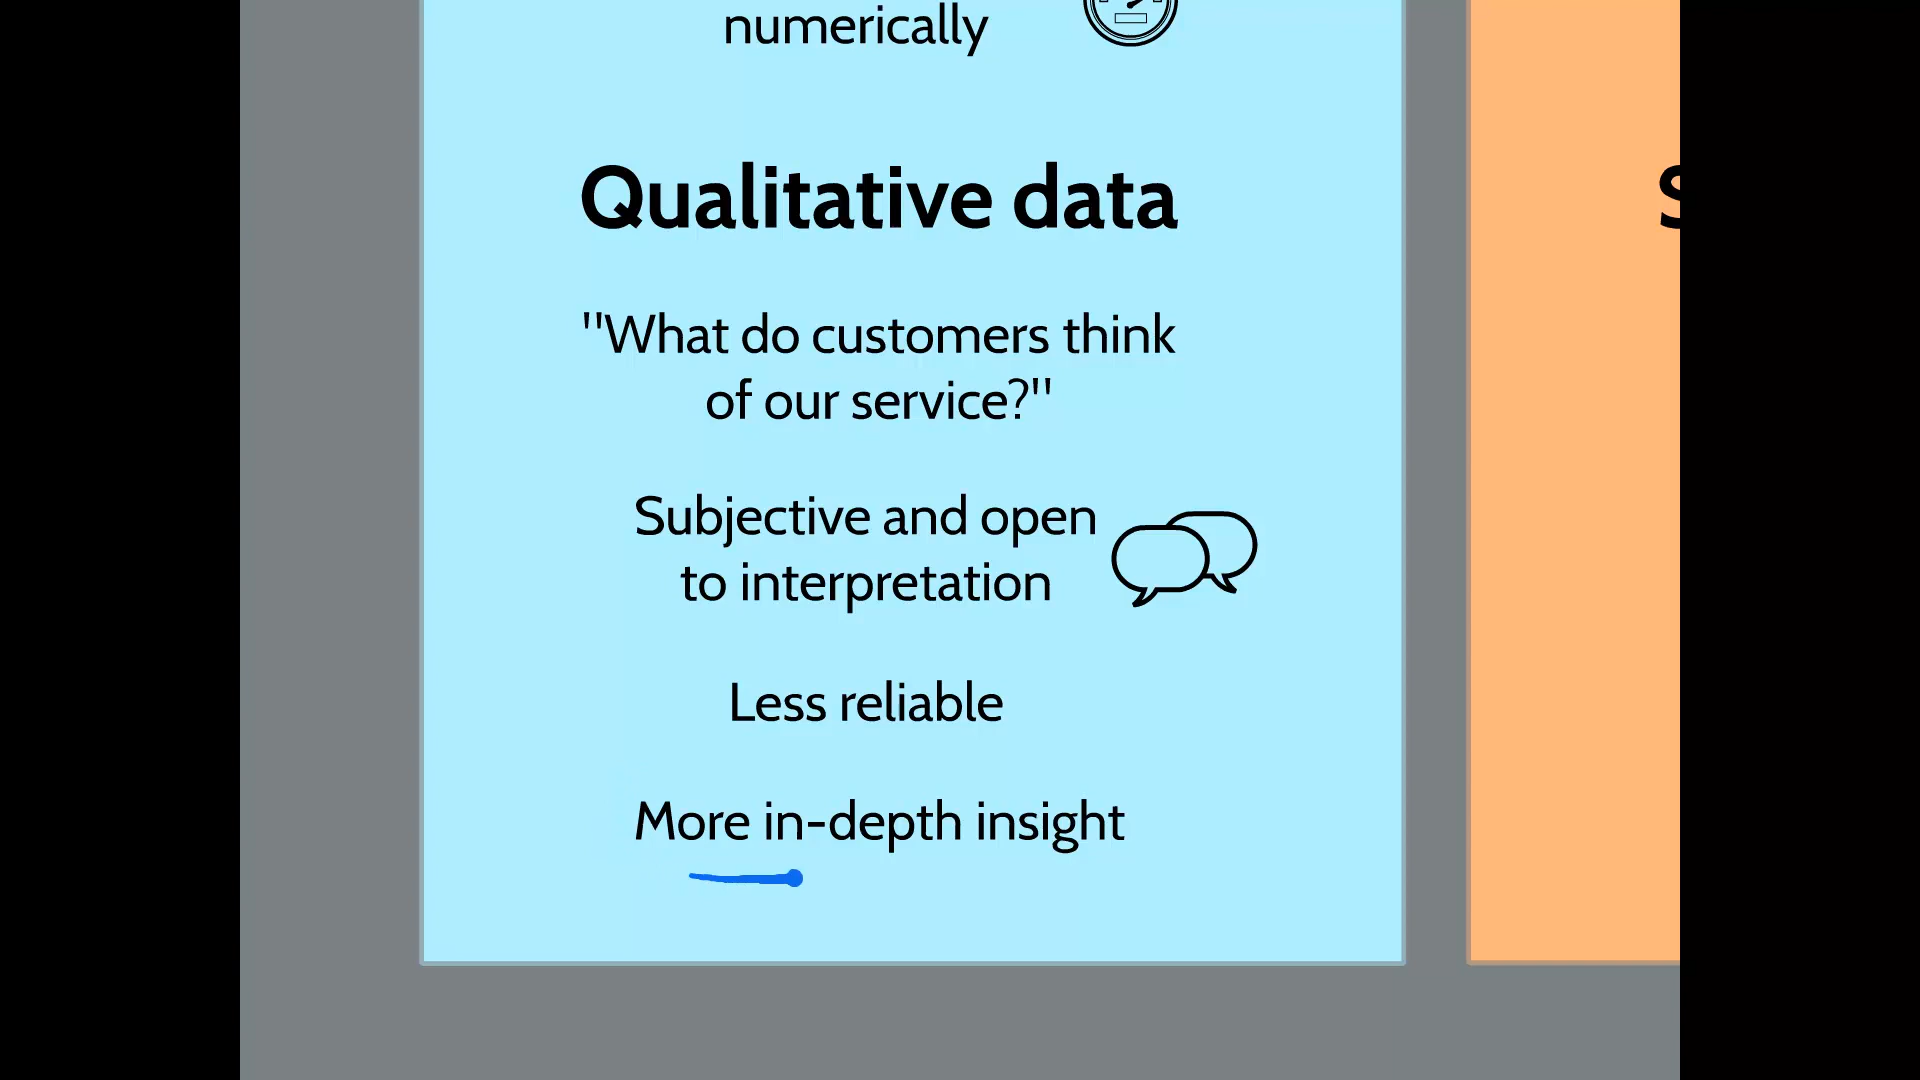 numerically
Qualitative data
"What do customers think
of our service?"
Subjective and open
to interpretation
Less reliable
More in-depth insight